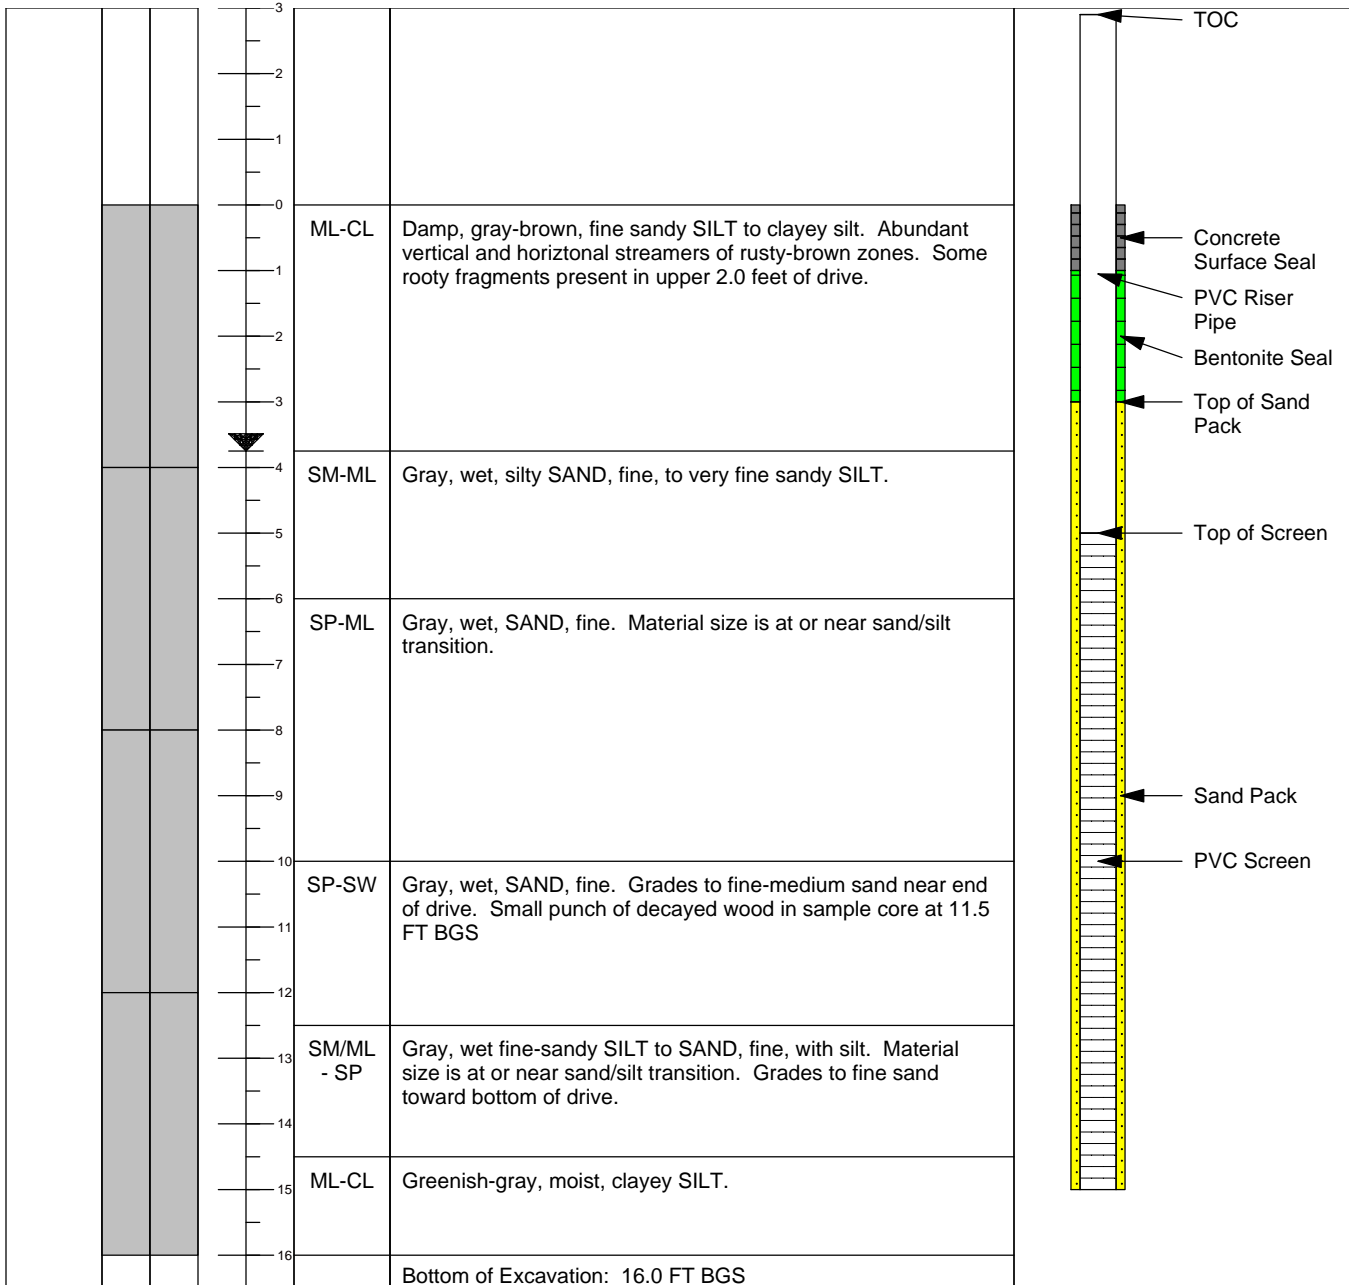 3
TOC
2
1
0
ML-CL
Damp, gray-brown, fine sandy SILT to clayey silt. Abundant
vertical and horiztonal streamers of rusty-brown zones. Some
rooty fragments present in upper 2.0 feet of drive.
Concrete
Surface Seal
1
PVC Riser
Pipe
2
Bentonite Seal
3
Top of Sand
Pack
4
SM-ML
Gray, wet, silty SAND, fine, to very fine sandy SILT.
5
Top of Screen
6
SP-ML
Gray, wet, SAND, fine. Material size is at or near sand/silt
transition.
7
8
9
Sand Pack
10
PVC Screen
SP-SW
Gray, wet, SAND, fine. Grades to fine-medium sand near end
of drive. Small punch of decayed wood in sample core at 11.5
FT BGS
11
12
13
SM/ML
- SP
Gray, wet fine-sandy SILT to SAND, fine, with silt. Material
size is at or near sand/silt transition. Grades to fine sand
toward bottom of drive.
14
ML-CL
Greenish-gray, moist, clayey SILT.
15
16
Bottom of Excavation: 16.0 FT BGS